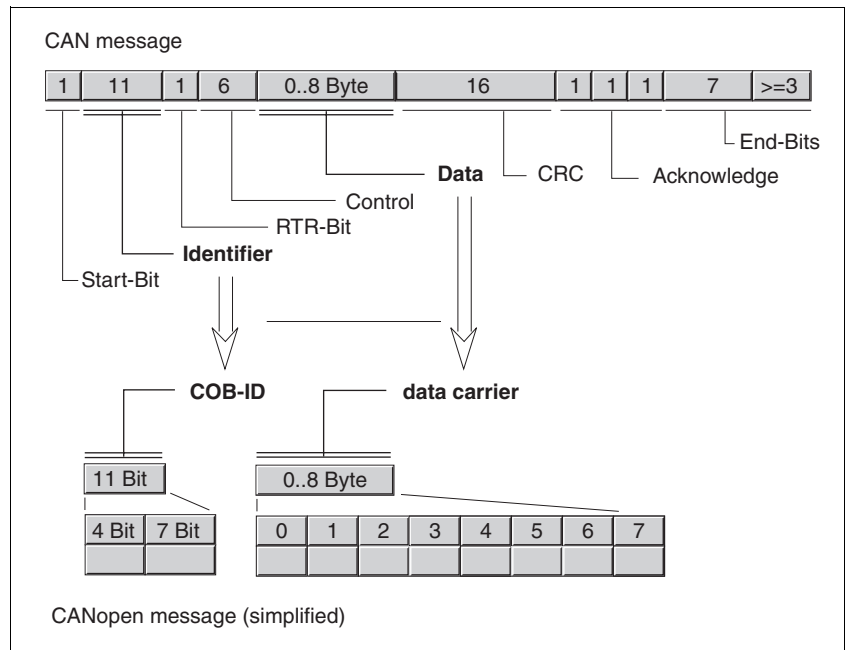 CAN message
1 11 1 6 0..8 Byte 16 1 1 1 7 >=3
End-Bits
Data CRC Acknowledge
Control
RTR-Bit
Identifier
Start-Bit
COB-ID data carrier
11 Bit 0..8 Byte
4 Bit 7 Bit 0 1 2 3 4 5 6 7
CANopen message (simplified)